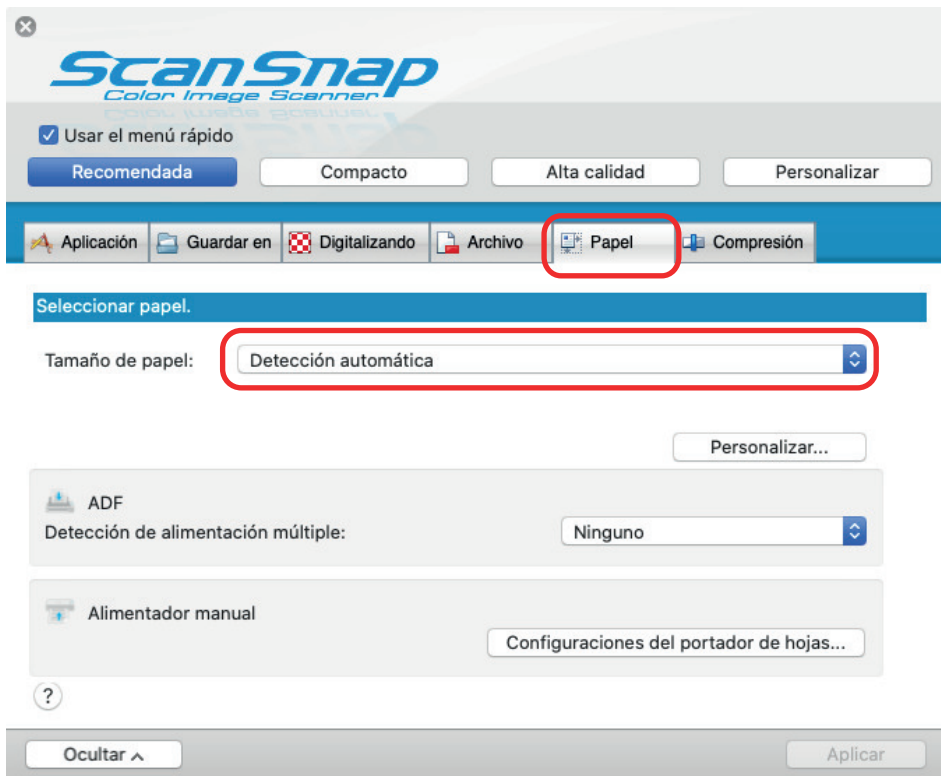 ScanSnap
Color Image Scanner
Usar el menú rápido
Recomendada Compacto Alta calidad Personalizar
Aplicación Guardar en Digitalizando Archivo Papel Compresión
Seleccionar papel.
Tamaño de papel: Detección automática
Personalizar...
ADF
Detección de alimentación múltiple: Ninguno
Alimentador manual
Configuraciones del portador de hojas...
?
Ocultar Aplicar